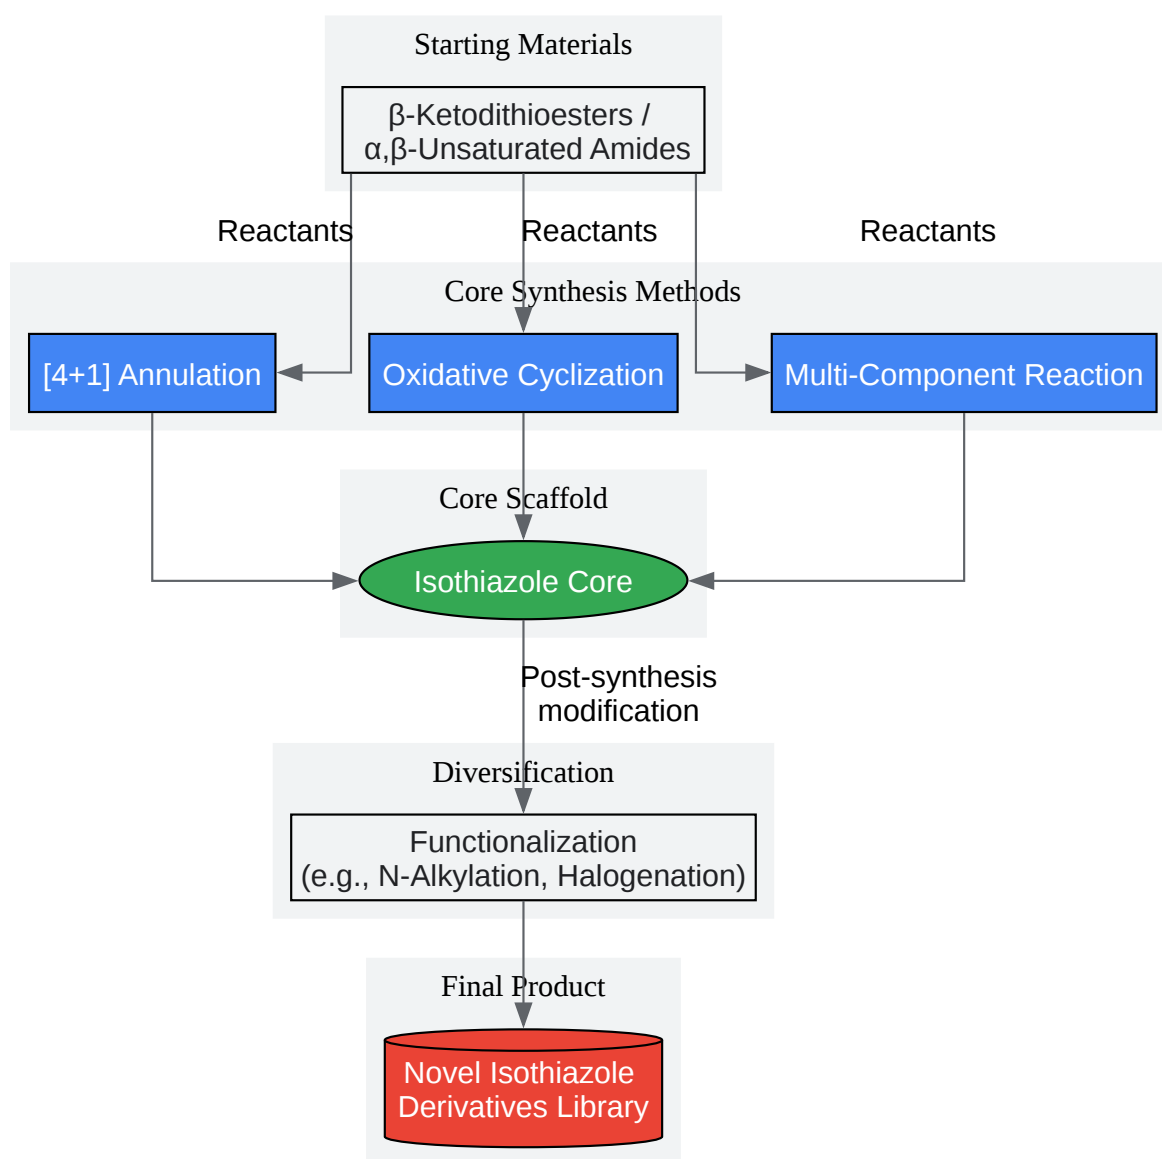 Starting Materials
β-Ketodithioesters /
α,β-Unsaturated Amides
Reactants
Reactants
Reactants
Core Synthesis Methods
[4+1] Annulation
Oxidative Cyclization
Multi-Component Reaction
Core Scaffold
Isothiazole Core
Post-synthesis
modification
Diversification
Functionalization
(e.g., N-Alkylation, Halogenation)
Final Product
Novel Isothiazole
Derivatives Library